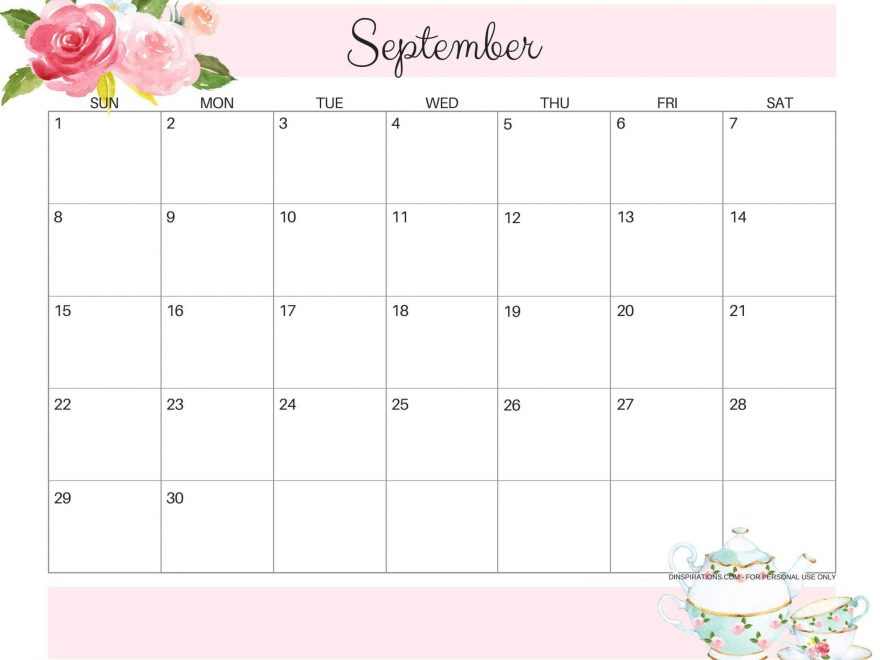 September
SUN MON TUE WED THU FRI SAT
1 2 3 4 5 6 7
8 9 10 11 12 13 14
15 16 17 18 19 20 21
22 23 24 25 26 27 28
29 30
DINSPIRATIONS.COM - FOR PERSONAL USE ONLY